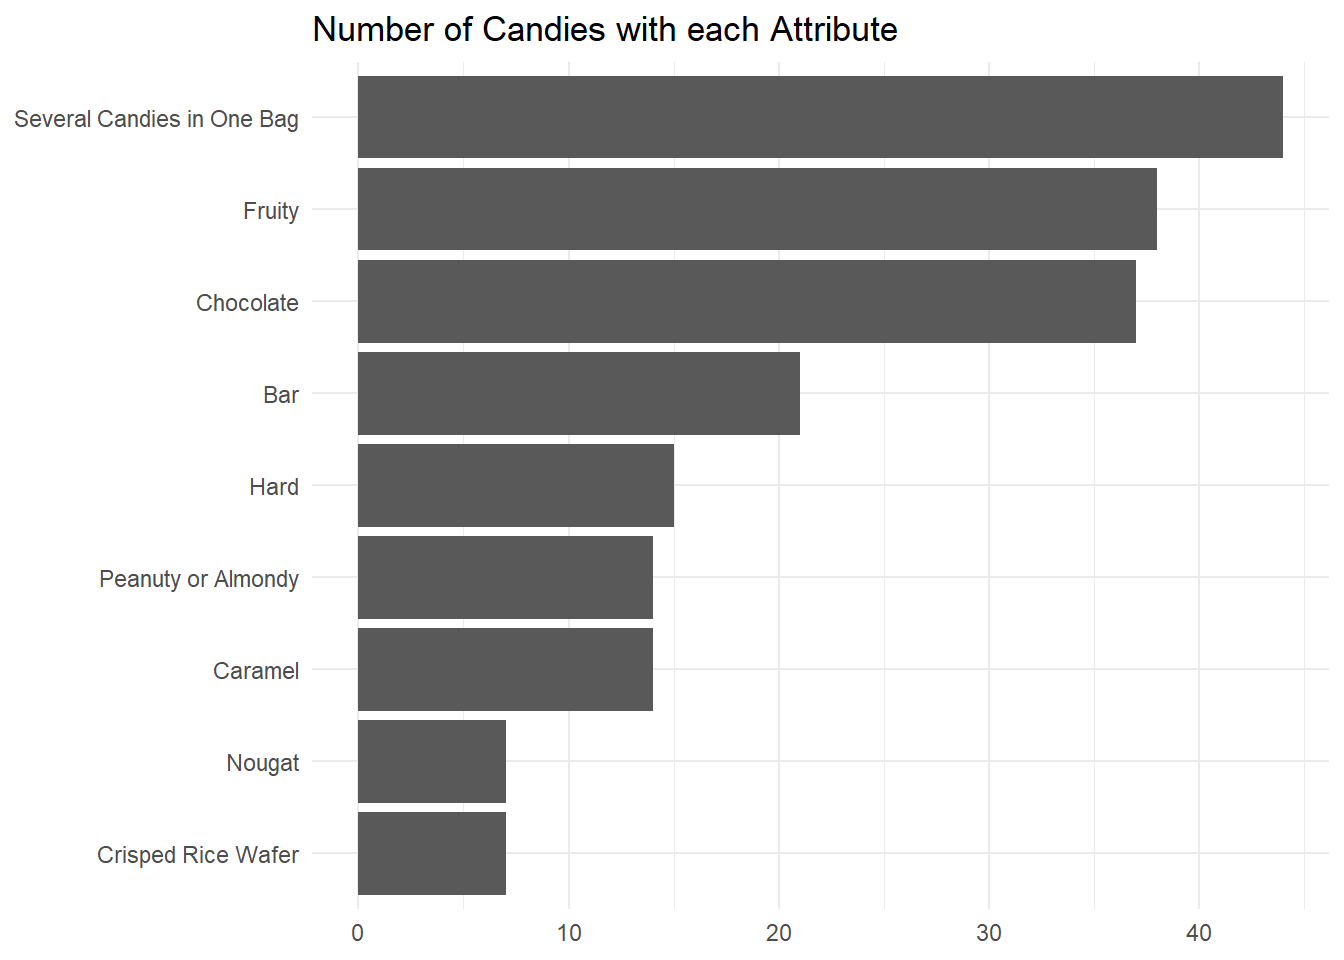 Number of Candies with each Attribute
Several Candies in One Bag
Fruity
Chocolate
Bar
Hard
Peanuty or Almondy
Caramel
Nougat
Crisped Rice Wafer
0 10 20 30 40